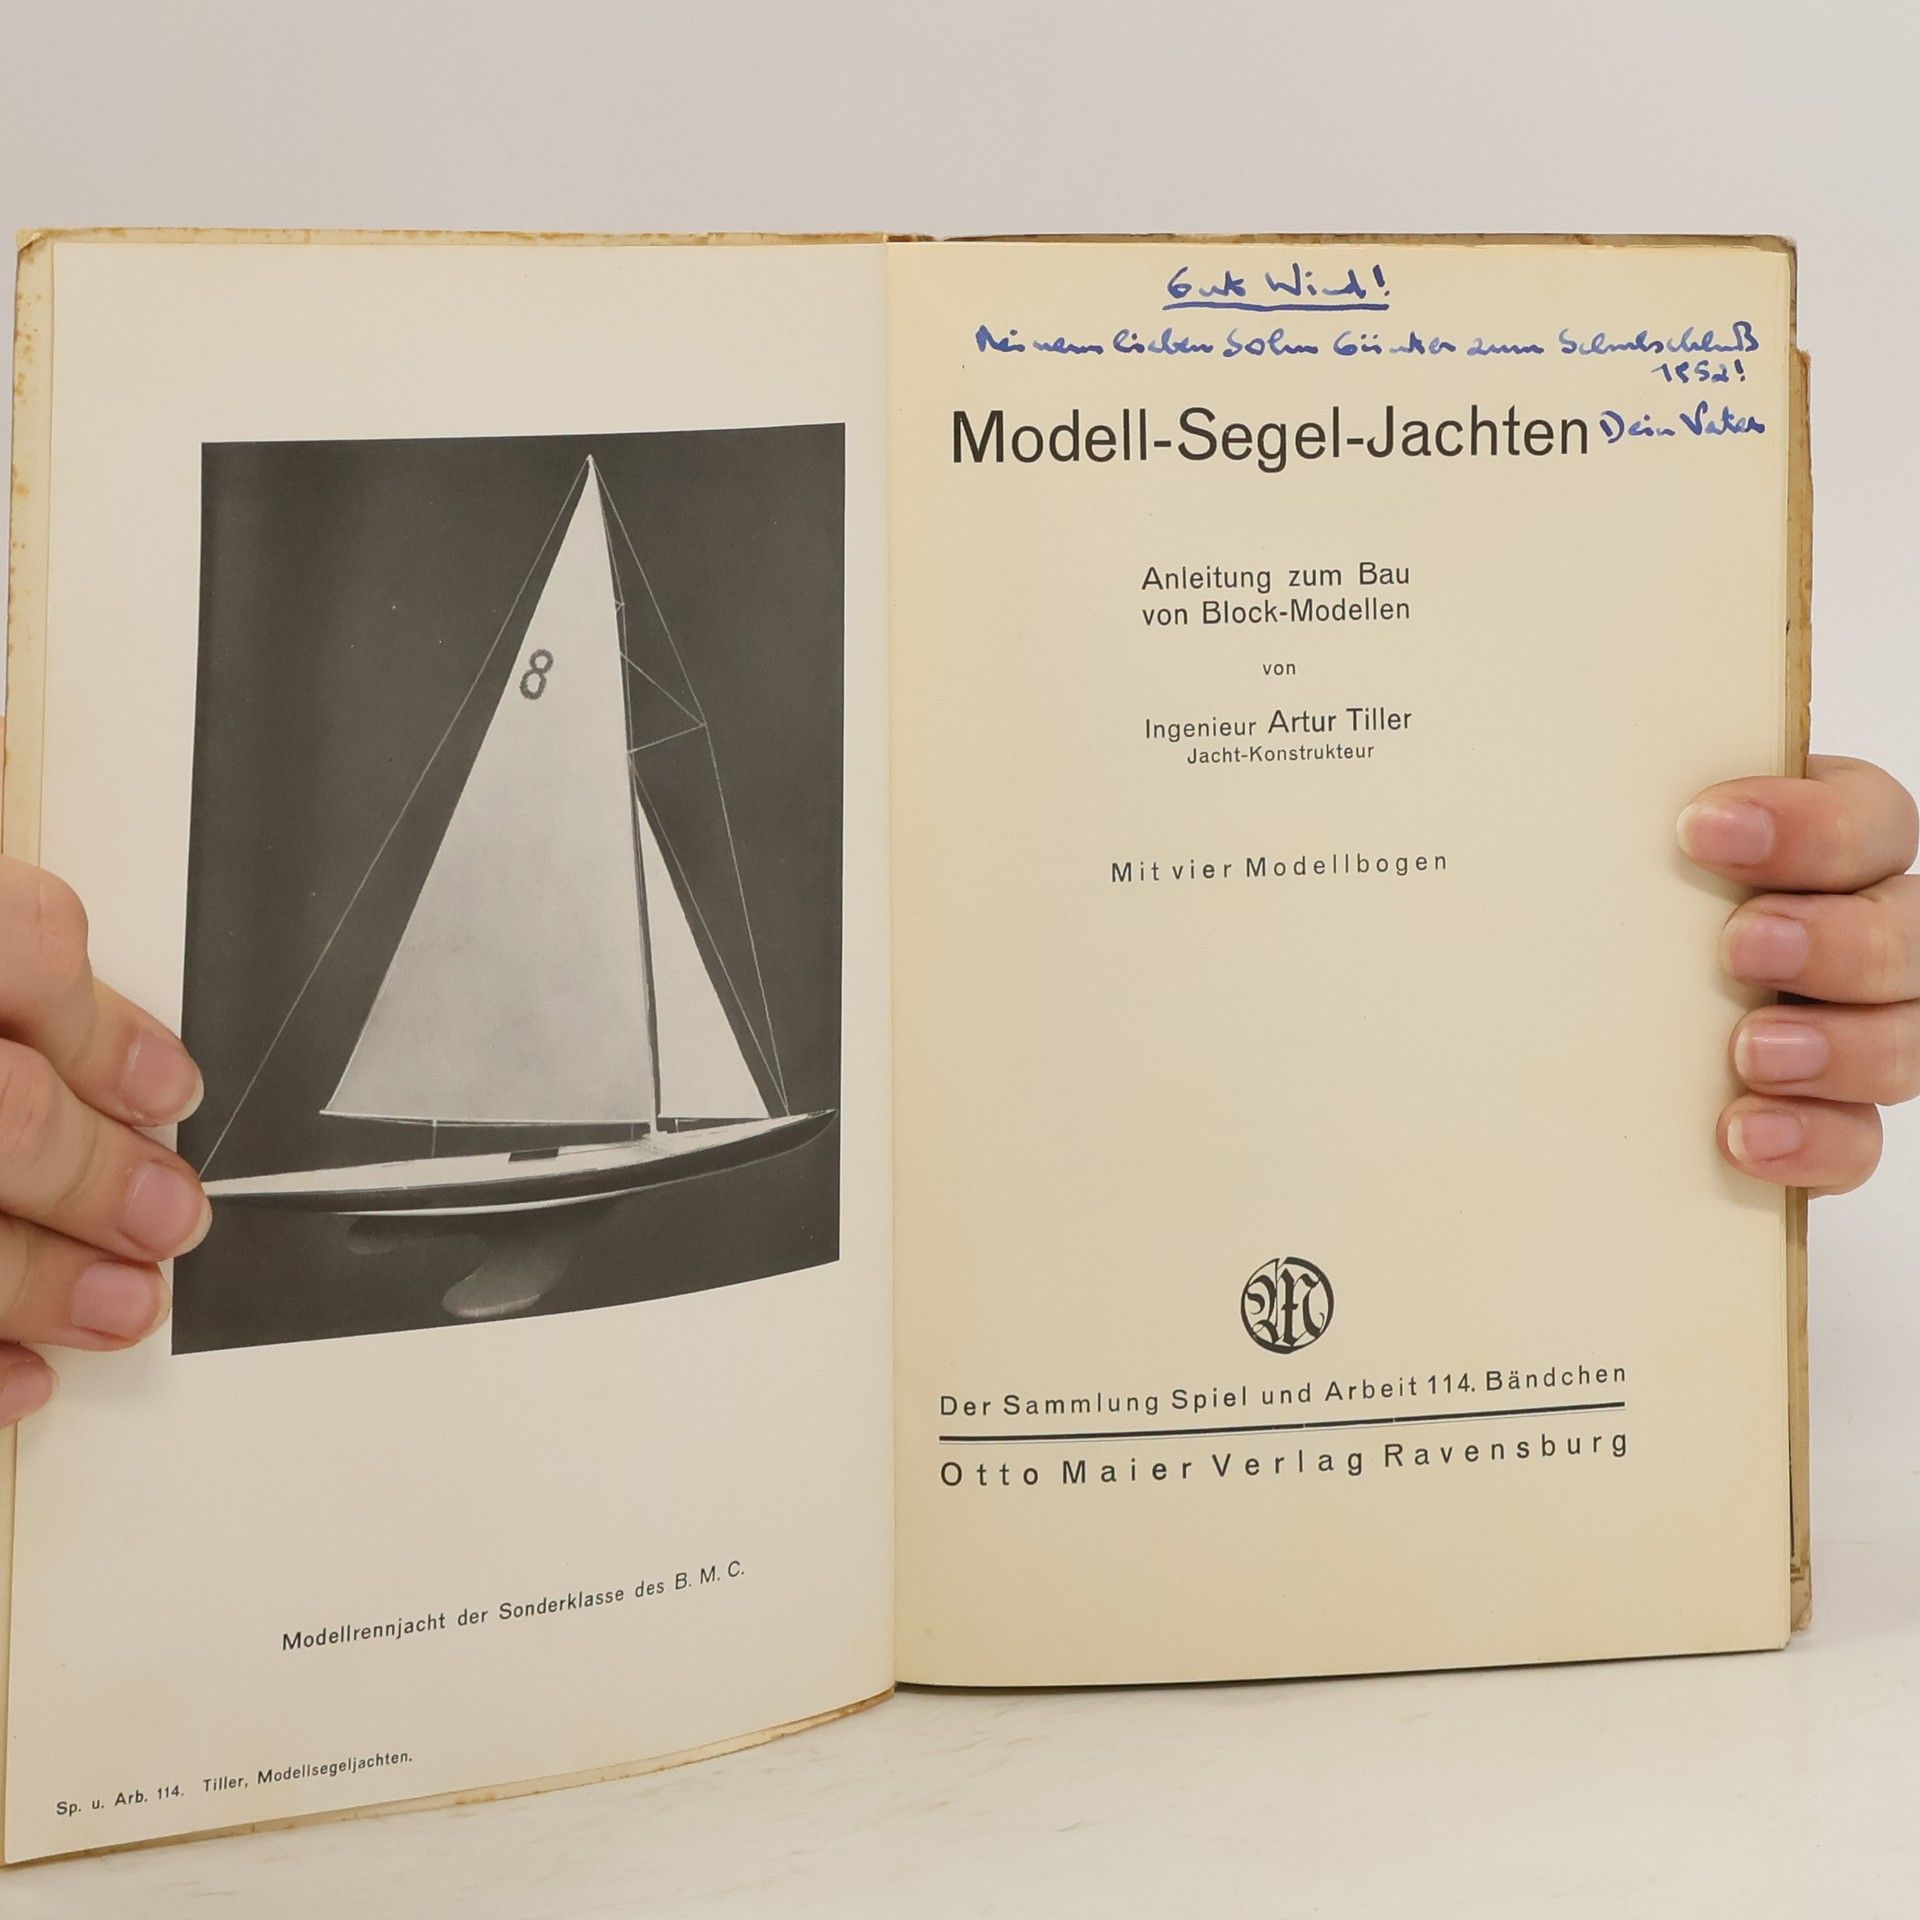 8
Modellrennjacht der Sonderklasse des B. M. C.
Sp. u. Arb. 114. Tiller, Modellsegeljachten.
Gut Wind!
Meinem lieben Sohn Günter zum Schulschluß
1952!
Dein Vater
Modell-Segel-Jachten
Anleitung zum Bau
von Block-Modellen
von
Ingenieur Artur Tiller
Jacht-Konstrukteur
Mit vier Modellbogen
M
Der Sammlung Spiel und Arbeit 114. Bändchen
Otto Maier Verlag Ravensburg